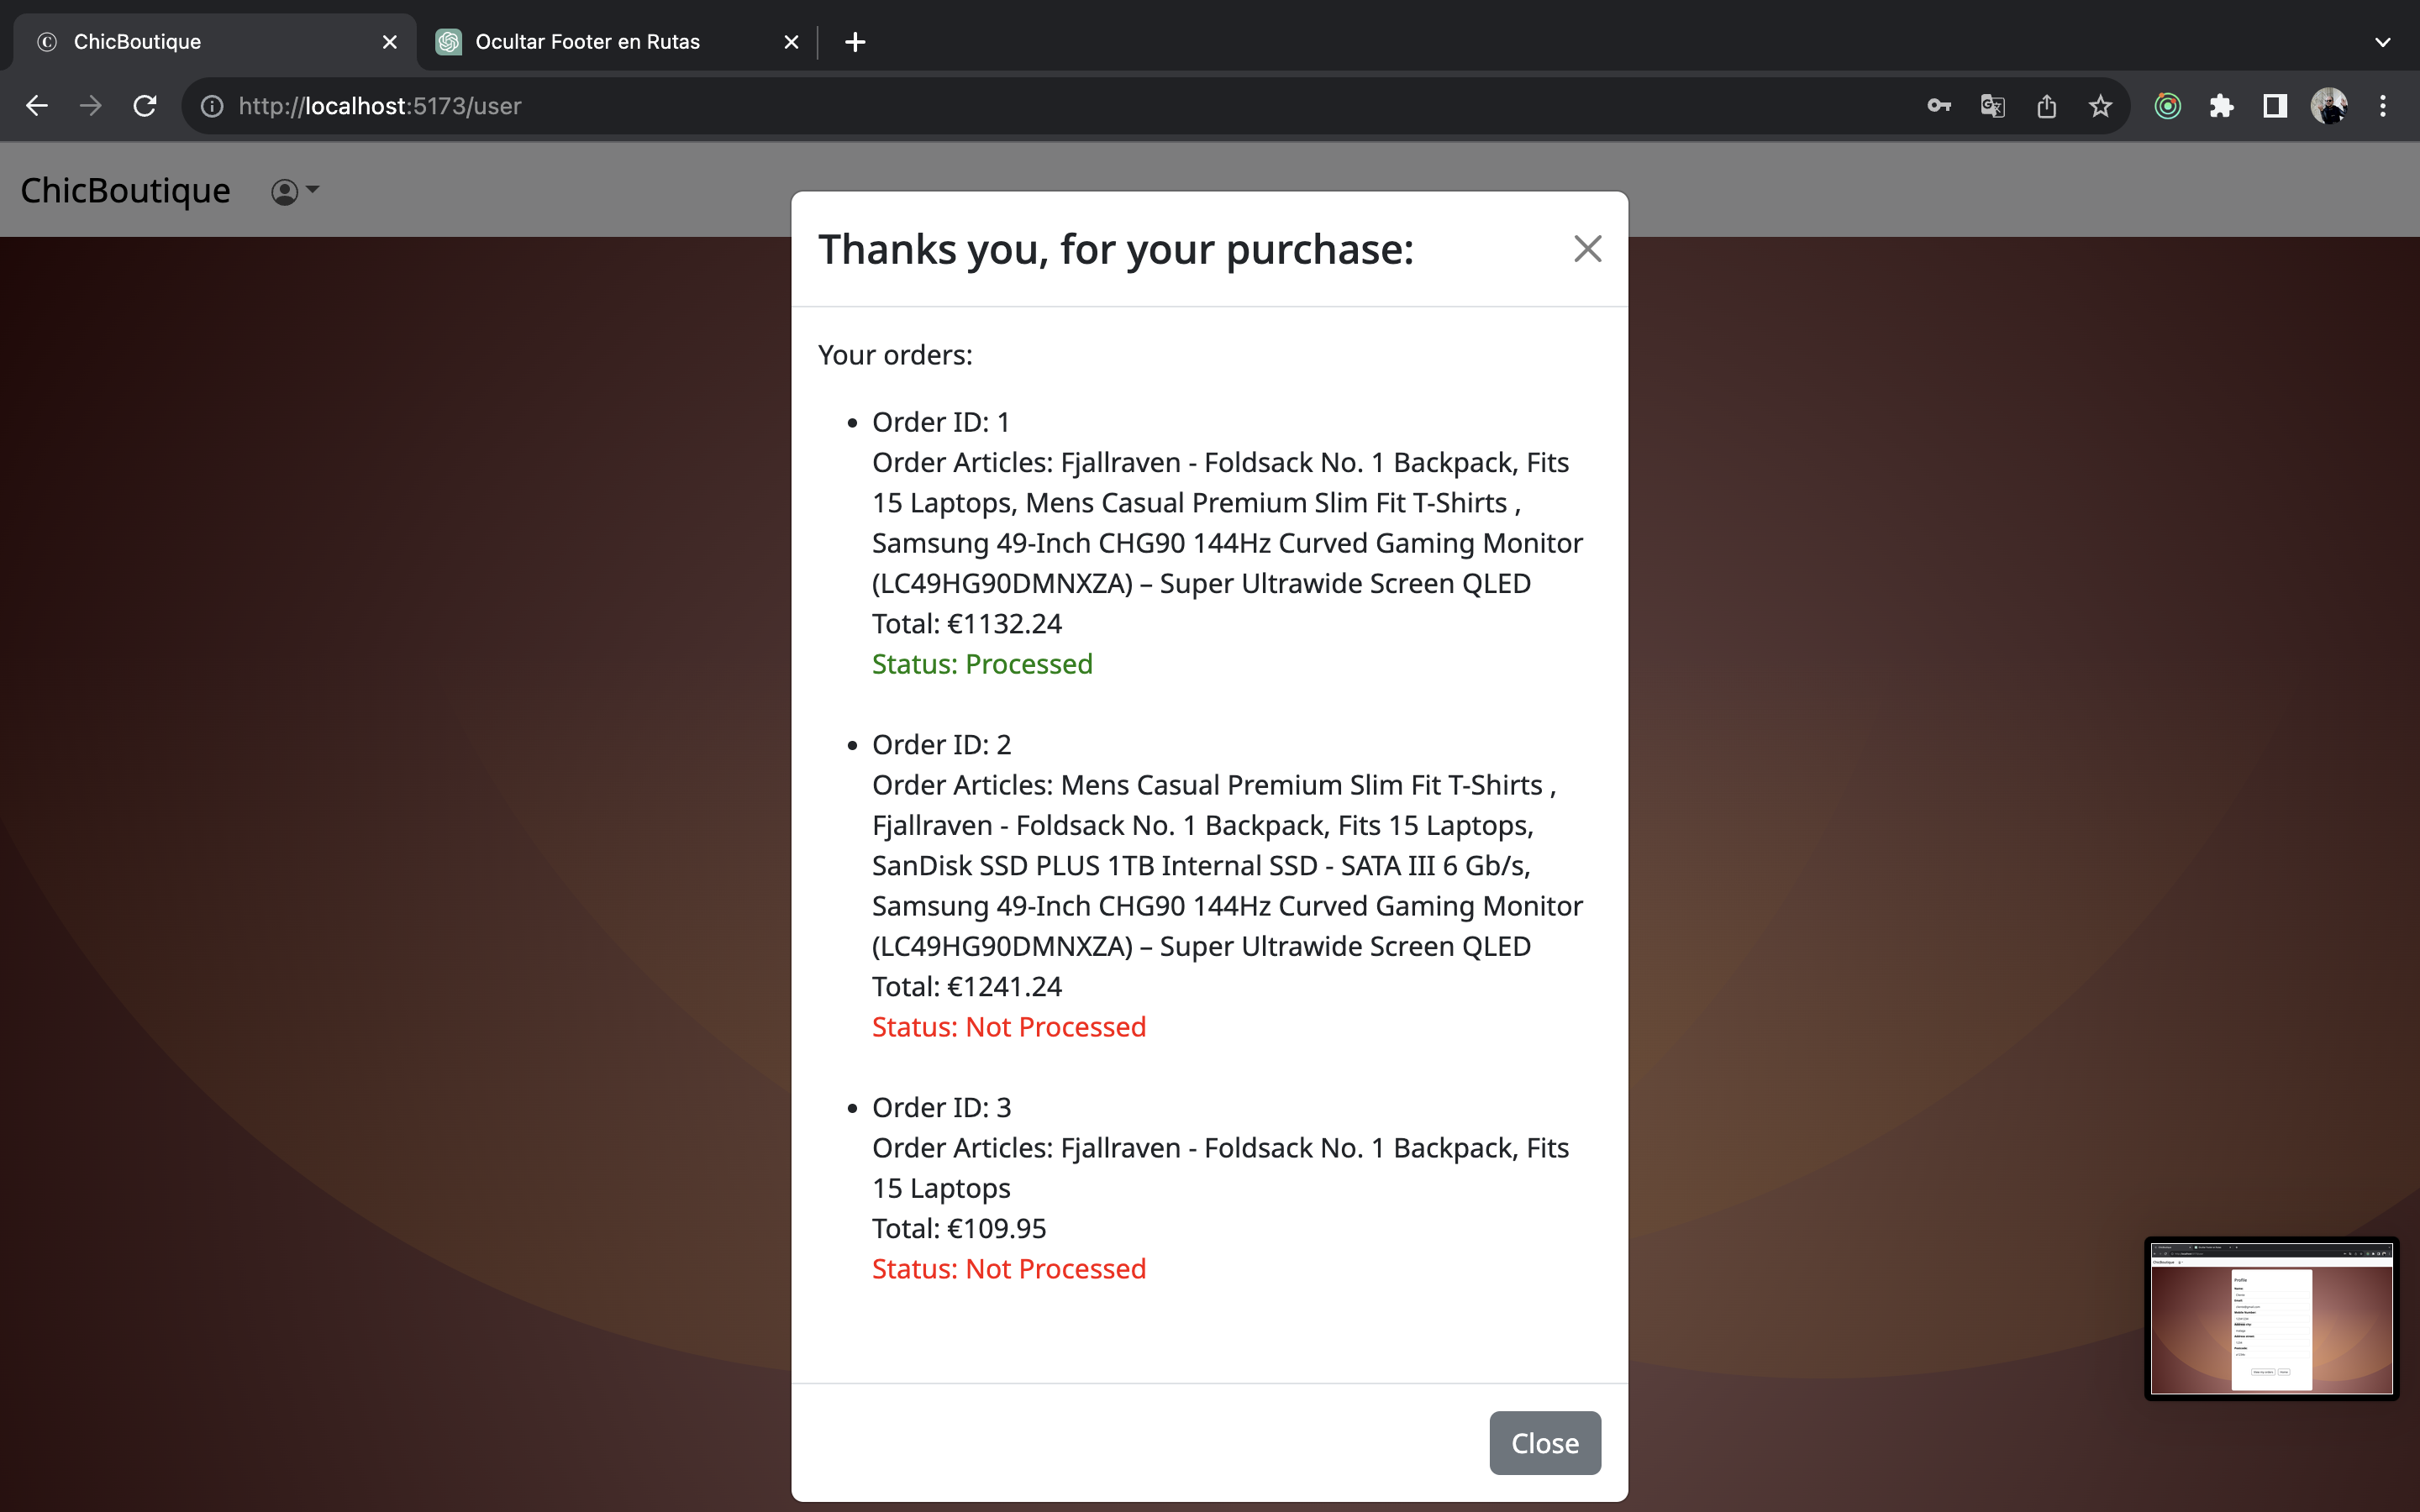 ChicBoutique
Ocultar Footer en Rutas
http://localhost:5173/user
ChicBoutique
Thanks you, for your purchase:
Your orders:
Order ID: 1
Order Articles: Fjallraven - Foldsack No. 1 Backpack, Fits
15 Laptops, Mens Casual Premium Slim Fit T-Shirts ,
Samsung 49-Inch CHG90 144Hz Curved Gaming Monitor
(LC49HG90DMNXZA) – Super Ultrawide Screen QLED
Total: €1132.24
Status: Processed
Order ID: 2
Order Articles: Mens Casual Premium Slim Fit T-Shirts ,
Fjallraven - Foldsack No. 1 Backpack, Fits 15 Laptops,
SanDisk SSD PLUS 1TB Internal SSD - SATA III 6 Gb/s,
Samsung 49-Inch CHG90 144Hz Curved Gaming Monitor
(LC49HG90DMNXZA) – Super Ultrawide Screen QLED
Total: €1241.24
Status: Not Processed
Order ID: 3
Order Articles: Fjallraven - Foldsack No. 1 Backpack, Fits
15 Laptops
Total: €109.95
Status: Not Processed
Close
Profile